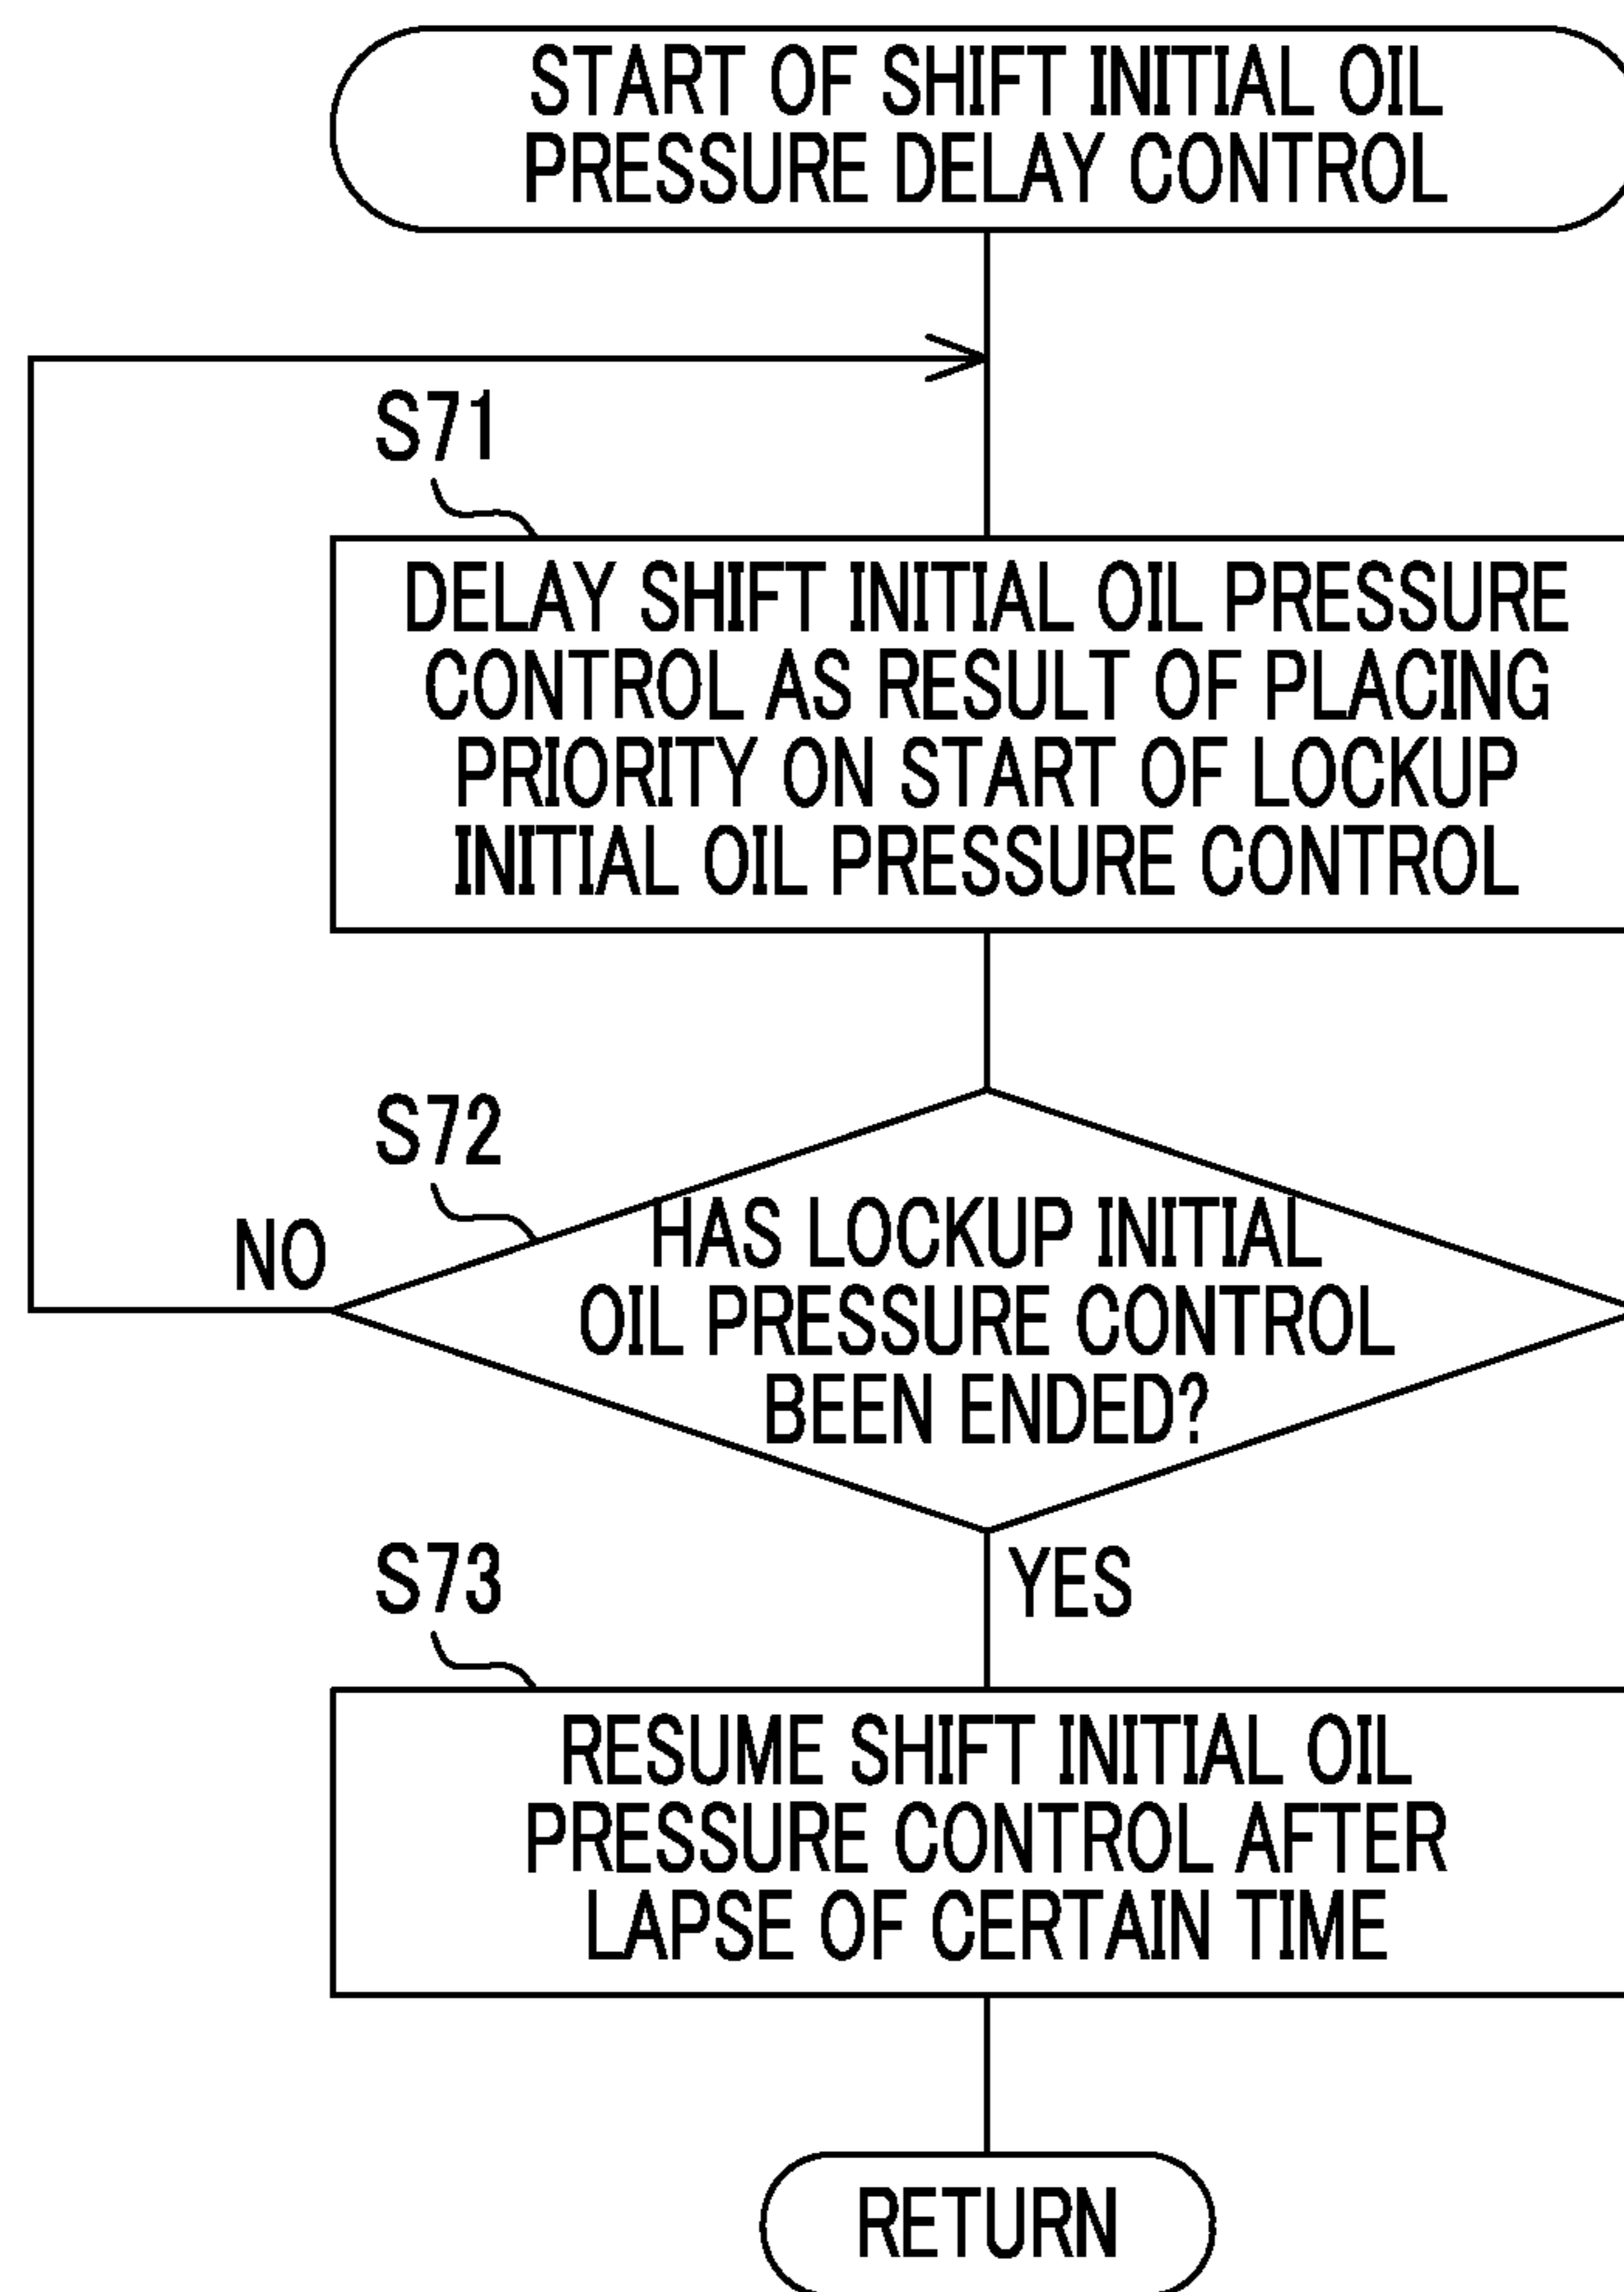 START OF SHIFT INITIAL OIL
PRESSURE DELAY CONTROL
S71
DELAY SHIFT INITIAL OIL PRESSURE
CONTROL AS RESULT OF PLACING
PRIORITY ON START OF LOCKUP
INITIAL OIL PRESSURE CONTROL
S72
NO
HAS LOCKUP INITIAL
OIL PRESSURE CONTROL
BEEN ENDED?
YES
S73
RESUME SHIFT INITIAL OIL
PRESSURE CONTROL AFTER
LAPSE OF CERTAIN TIME
RETURN